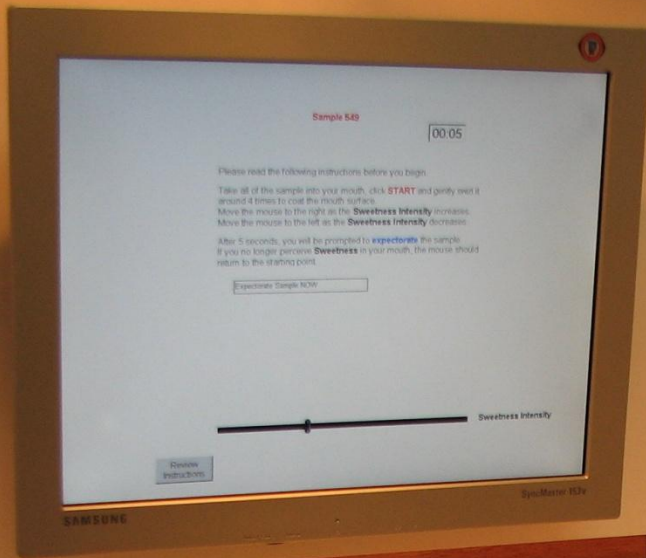 Sample 549
00:05
Please read the following instructions before you begin.
Take all of the sample into your mouth, click START and gently swish it
around 4 times to coat the mouth surface.
Move the mouse to the right as the Sweetness Intensity increases.
Move the mouse to the left as the Sweetness Intensity decreases.
After 5 seconds, you will be prompted to expectorate the sample.
If you no longer percieve Sweetness in your mouth, the mouse should
return to the starting point.
Expectorate Sample NOW
Sweetness Intensity
Review
Instructions
SAMSUNG
SyncMaster